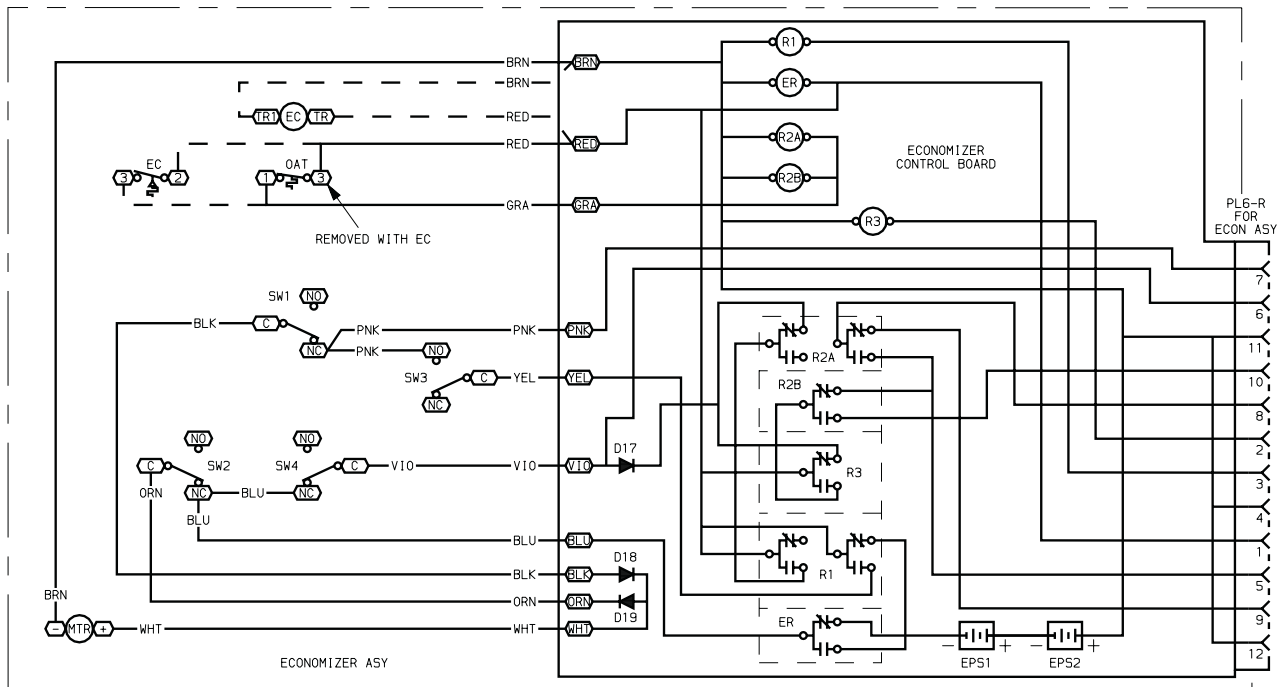 R1
BRN
BRN
BRN
ER
TR1 EC TR
RED
RED
RED
R2A
ECONOMIZER
CONTROL BOARD
EC
OAT
3
2
1
3
R2B
GRA
GRA
PL6-R
FOR
ECON ASY
R3
REMOVED WITH EC
7
SW1
NO
6
BLK
C
PNK
PNK
PNK
11
NC
PNK
NO
R2A
10
SW3
C
YEL
YEL
R2B
NC
8
NO
NO
2
D17
C
SW2
SW4
C
VIO
VIO
VIO
R3
3
ORN
NC
BLU
NC
4
BLU
BLU
BLU
1
D18
BLK
BLK
R1
5
BRN
ORN
ORN
D19
9
ER
- MTR +
WHT
WHT
WHT
- +
- +
12
EPS1
EPS2
ECONOMIZER ASY